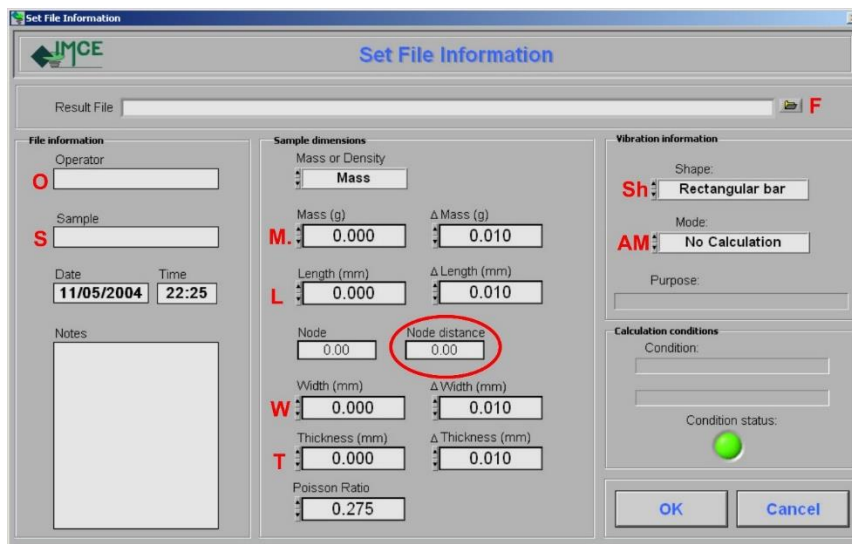 Set File Information
IMCE
Set File Information
Result File
F
File information
Operator
O
Sample
S
Date Time
11/05/2004 22:25
Notes
Sample dimensions
Mass or Density
Mass
Mass (g) Δ Mass (g)
M. 0.000 0.010
Length (mm) Δ Length (mm)
L 0.000 0.010
Node Node distance
0.00 0.00
Width (mm) Δ Width (mm)
W 0.000 0.010
Thickness (mm) Δ Thickness (mm)
T 0.000 0.010
Poisson Ratio
0.275
Vibration information
Shape:
Sh Rectangular bar
Mode:
AM No Calculation
Purpose:
Calculation conditions
Condition:
Condition status:
OK Cancel